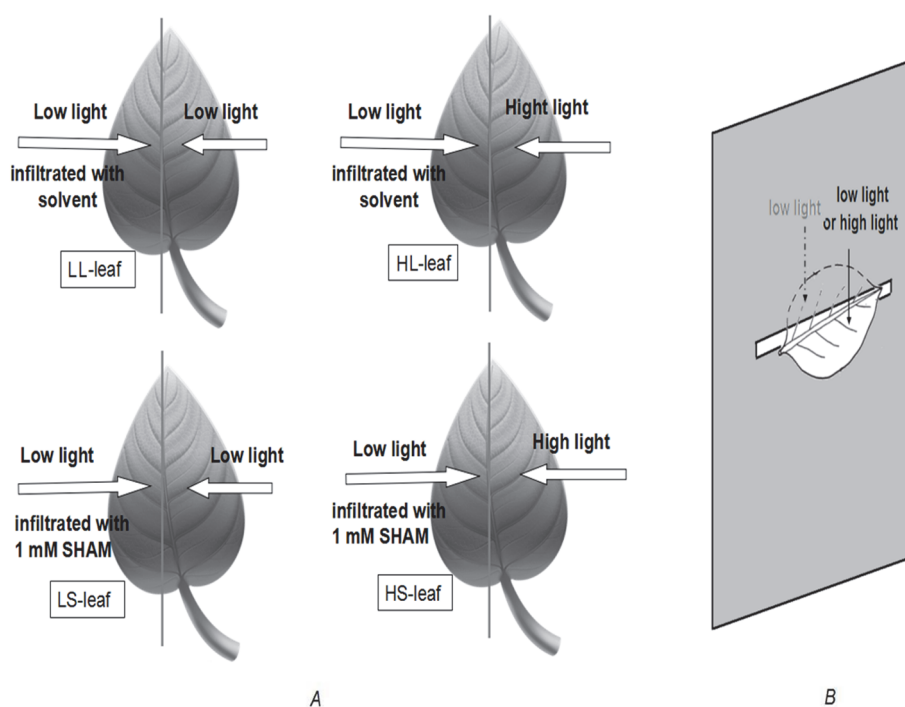 Low light
Low light
infiltrated with
solvent
LL-leaf
Low light
Hight light
infiltrated with
solvent
HL-leaf
Low light
Low light
infiltrated with
1 mM SHAM
LS-leaf
Low light
High light
infiltrated with
1 mM SHAM
HS-leaf
A
low light
low light
or high light
B